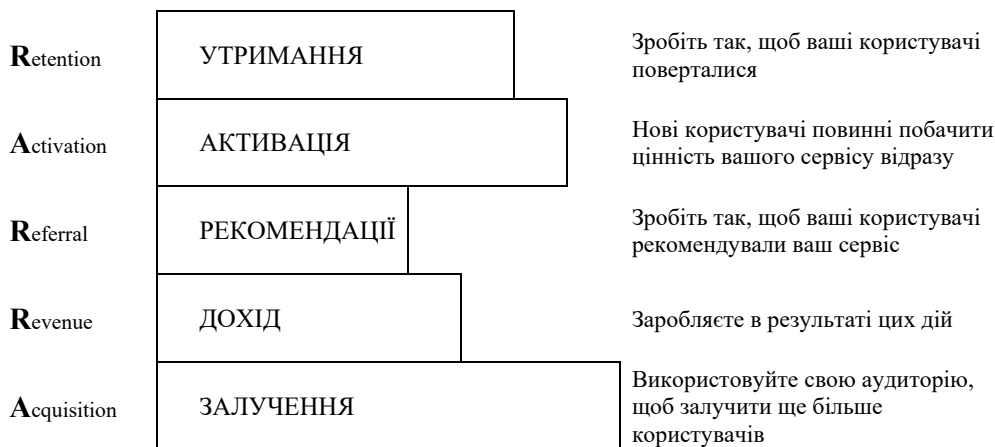 Retention
УТРИМАННЯ
Зробіть так, щоб ваші користувачі
поверталися
Activation
АКТИВАЦІЯ
Нові користувачі повинні побачити
цінність вашого сервісу відразу
Referral
РЕКОМЕНДАЦІЇ
Зробіть так, щоб ваші користувачі
рекомендували ваш сервіс
Revenue
ДОХІД
Заробляєте в результаті цих дій
Acquisition
ЗАЛУЧЕННЯ
Використовуйте свою аудиторію,
щоб залучити ще більше
користувачів